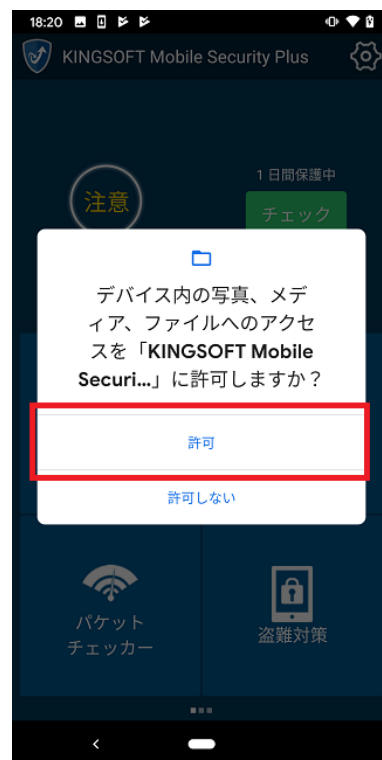 18:20
KINGSOFT Mobile Security Plus
1 日間保護中
注意
チェック
デバイス内の写真、メデ
ィア、ファイルへのアクセ
スを「KINGSOFT Mobile
Securi...」に許可しますか？
許可
許可しない
パケット
チェッカー
盗難対策